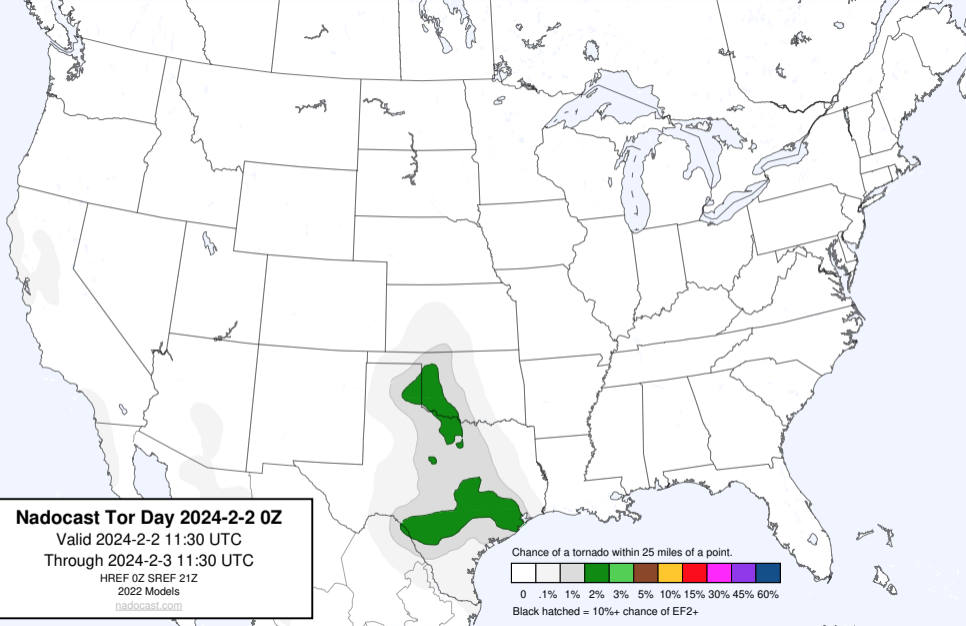 Nadocast Tor Day 2024-2-2 0Z
Valid 2024-2-2 11:30 UTC
Through 2024-2-3 11:30 UTC
HREF 0Z SREF 21Z
2022 Models
nadocast.com
Chance of a tornado within 25 miles of a point.
0 .1% 1% 2% 3% 5% 10% 15% 30% 45% 60%
Black hatched = 10%+ chance of EF2+